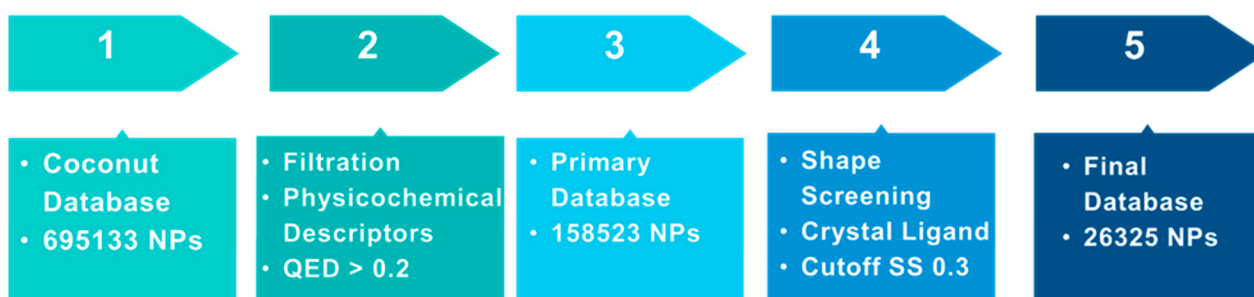 1
2
3
4
5
• Coconut
Database
• 695133 NPs
• Filtration
• Physicochemical
Descriptors
• QED > 0.2
• Primary
Database
• 158523 NPs
• Shape
Screening
• Crystal Ligand
• Cutoff SS 0.3
• Final
Database
• 26325 NPs